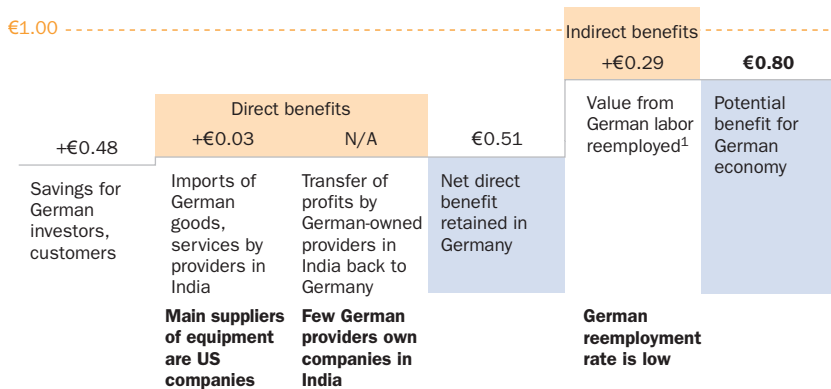 €1.00
Indirect benefits
+€0.29
€0.80
Direct benefits
+€0.48
+€0.03
N/A
€0.51
Savings for
German
investors,
customers
Imports of
German
goods,
services by
providers in
India
Transfer of
profits by
German-owned
providers in
India back to
Germany
Net direct
benefit
retained in
Germany
Value from
German labor
reemployed¹
Potential
benefit for
German
economy
Main suppliers
of equipment
are US
companies
Few German
providers own
companies in
India
German
reemployment
rate is low